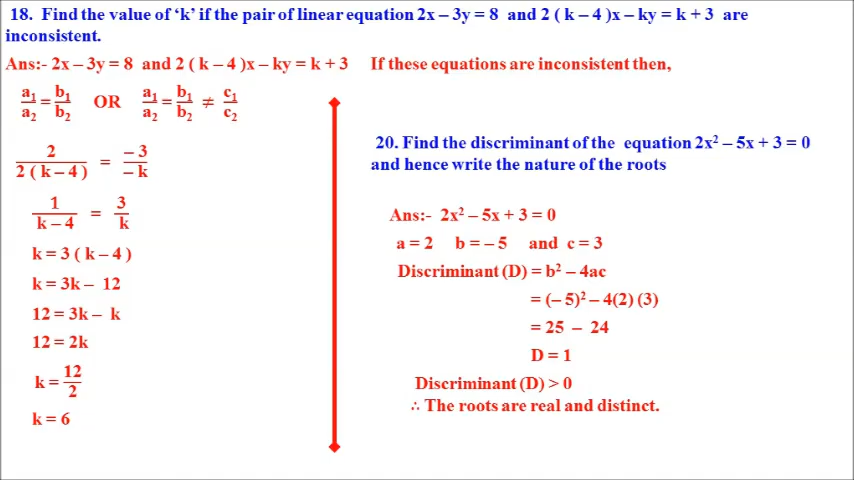 18. Find the value of ‘k’ if the pair of linear equation 2x – 3y = 8 and 2 ( k – 4 )x – ky = k + 3 are
inconsistent.
Ans:- 2x – 3y = 8 and 2 ( k – 4 )x – ky = k + 3 If these equations are inconsistent then,
a₁/a₂ = b₁/b₂ OR a₁/a₂ = b₁/b₂ ≠ c₁/c₂
2 / 2 ( k – 4 ) = – 3 / – k
1 / k – 4 = 3 / k
k = 3 ( k – 4 )
k = 3k – 12
12 = 3k – k
12 = 2k
k = 12/2
k = 6
20. Find the discriminant of the equation 2x² – 5x + 3 = 0
and hence write the nature of the roots
Ans:- 2x² – 5x + 3 = 0
a = 2 b = – 5 and c = 3
Discriminant (D) = b² – 4ac
= (– 5)² – 4(2) (3)
= 25 – 24
D = 1
Discriminant (D) > 0
∴ The roots are real and distinct.